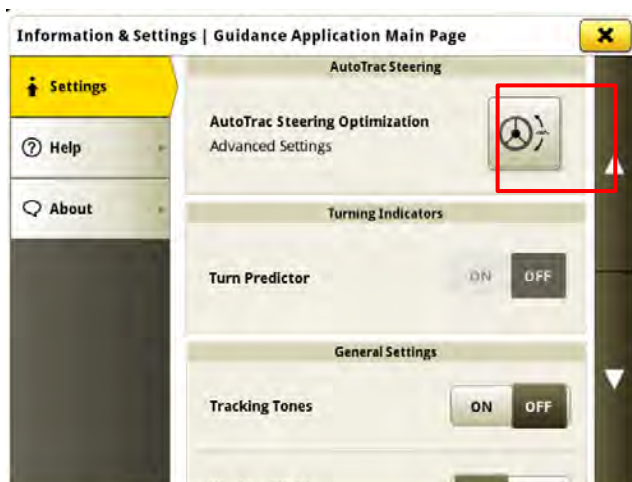 Information & Settings | Guidance Application Main Page
Settings
Help
About
AutoTrac Steering
AutoTrac Steering Optimization
Advanced Settings
Turning Indicators
Turn Predictor
ON OFF
General Settings
Tracking Tones
ON OFF